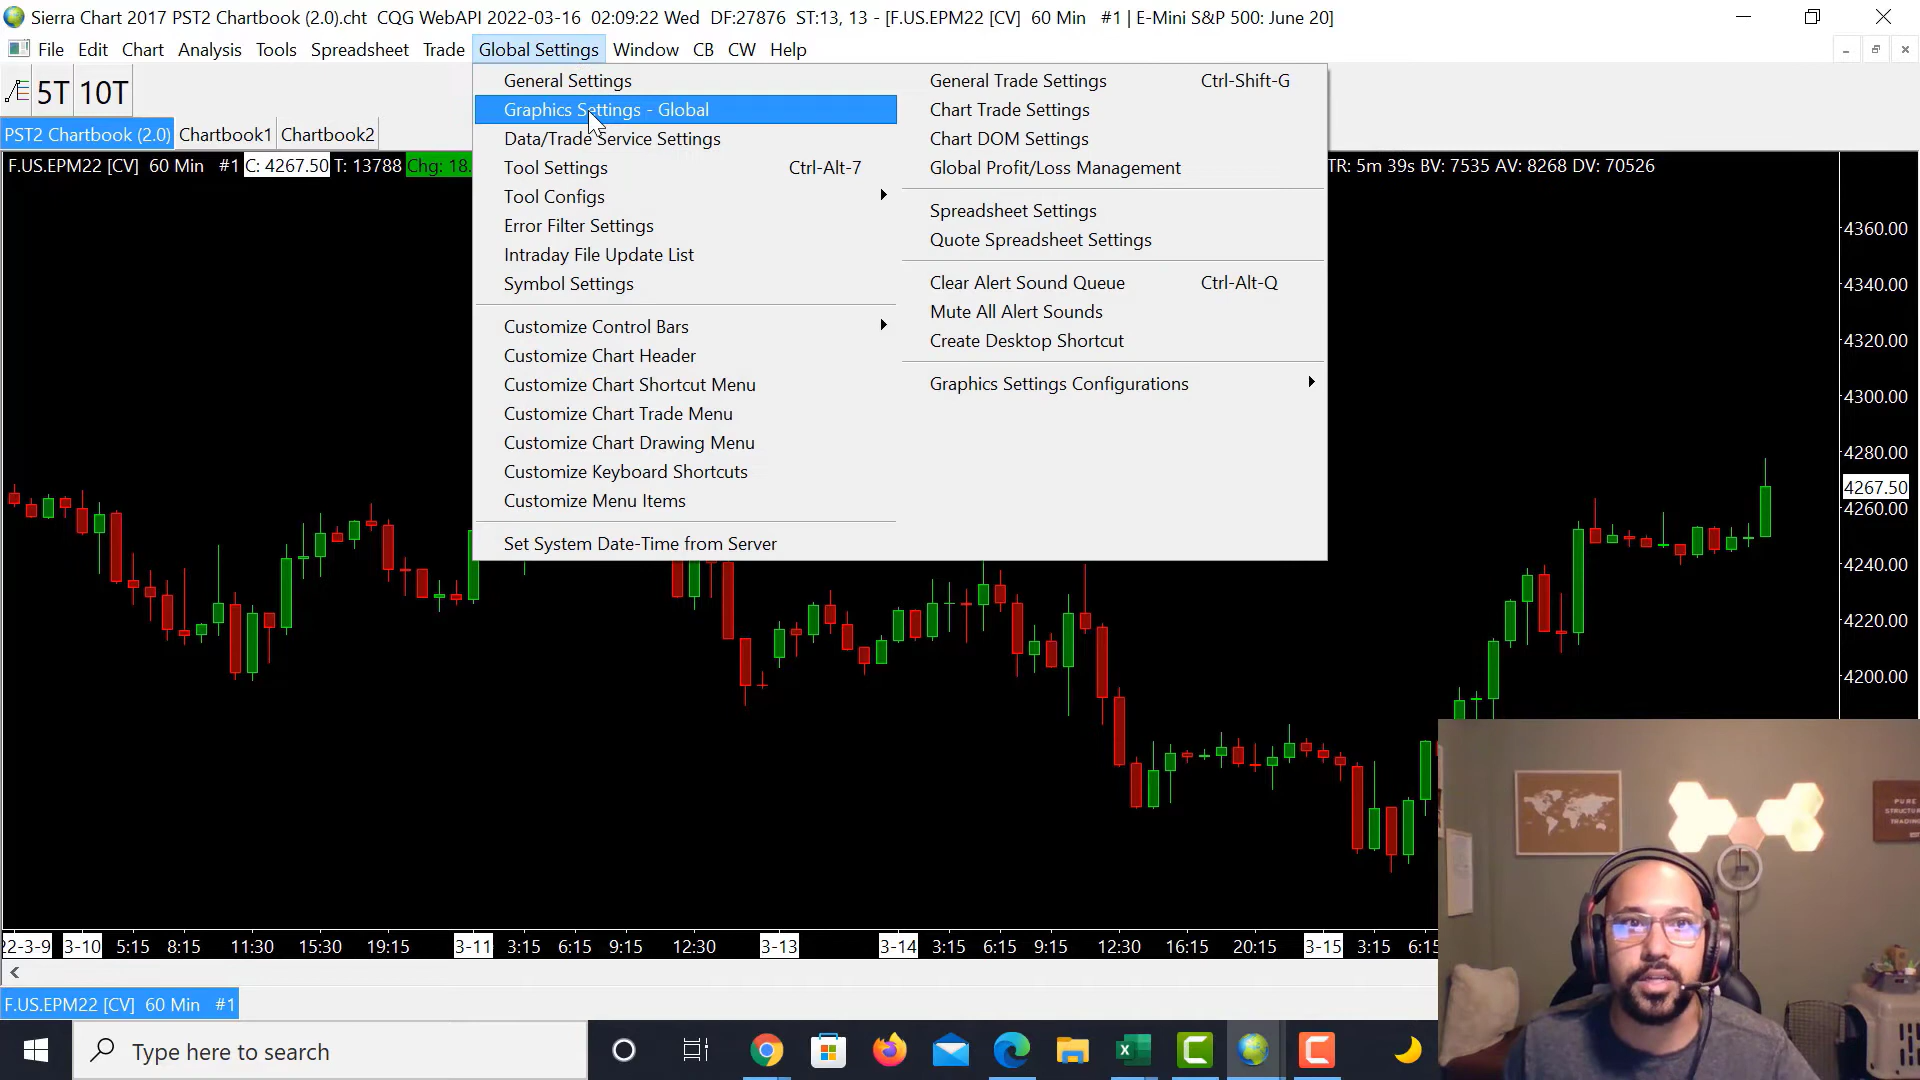 Sierra Chart 2017 PST2 Chartbook (2.0).cht  CQG WebAPI 2022-03-16  02:09:22 Wed  DF:27876  ST:13, 13 - [F.US.EPM22 [CV]  60 Min   #1 | E-Mini S&P 500: June 20]
File Edit Chart Analysis Tools Spreadsheet Trade Global Settings Window CB CW Help
5T 10T
PST2 Chartbook (2.0) Chartbook1 Chartbook2
F.US.EPM22 [CV]  60 Min  #1 C: 4267.50 T: 13788 Chg: 18.
TR: 5m 39s BV: 7535 AV: 8268 DV: 70526
General Settings
Graphics Settings - Global
Data/Trade Service Settings
Tool Settings Ctrl-Alt-7
Tool Configs
Error Filter Settings
Intraday File Update List
Symbol Settings
Customize Control Bars
Customize Chart Header
Customize Chart Shortcut Menu
Customize Chart Trade Menu
Customize Chart Drawing Menu
Customize Keyboard Shortcuts
Customize Menu Items
Set System Date-Time from Server
General Trade Settings Ctrl-Shift-G
Chart Trade Settings
Chart DOM Settings
Global Profit/Loss Management
Spreadsheet Settings
Quote Spreadsheet Settings
Clear Alert Sound Queue Ctrl-Alt-Q
Mute All Alert Sounds
Create Desktop Shortcut
Graphics Settings Configurations
4360.00
4340.00
4320.00
4300.00
4280.00
4267.50
4260.00
4240.00
4220.00
4200.00
PURE
STRUCTURE
TRADING
22-3-9 3-10 5:15 8:15 11:30 15:30 19:15 3-11 3:15 6:15 9:15 12:30 3-13 3-14 3:15 6:15 9:15 12:30 16:15 20:15 3-15 3:15 6:15
F.US.EPM22 [CV]  60 Min  #1
Type here to search